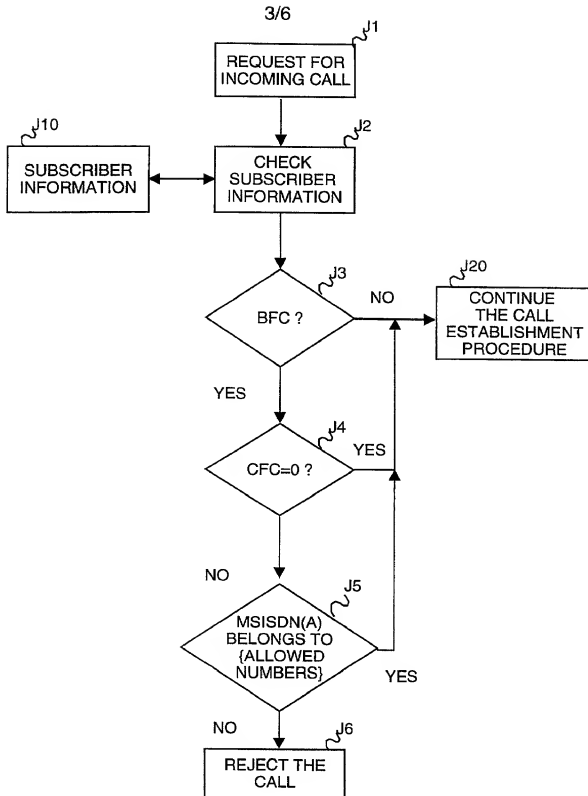 3/6
J1
REQUEST FOR
INCOMING CALL
J10
J2
SUBSCRIBER
INFORMATION
CHECK
SUBSCRIBER
INFORMATION
J3
J20
BFC ?
NO
CONTINUE
THE CALL
ESTABLISHMENT
PROCEDURE
YES
J4
CFC=0 ?
YES
NO
J5
MSISDN(A)
BELONGS TO
{ALLOWED
NUMBERS}
YES
NO
J6
REJECT THE
CALL